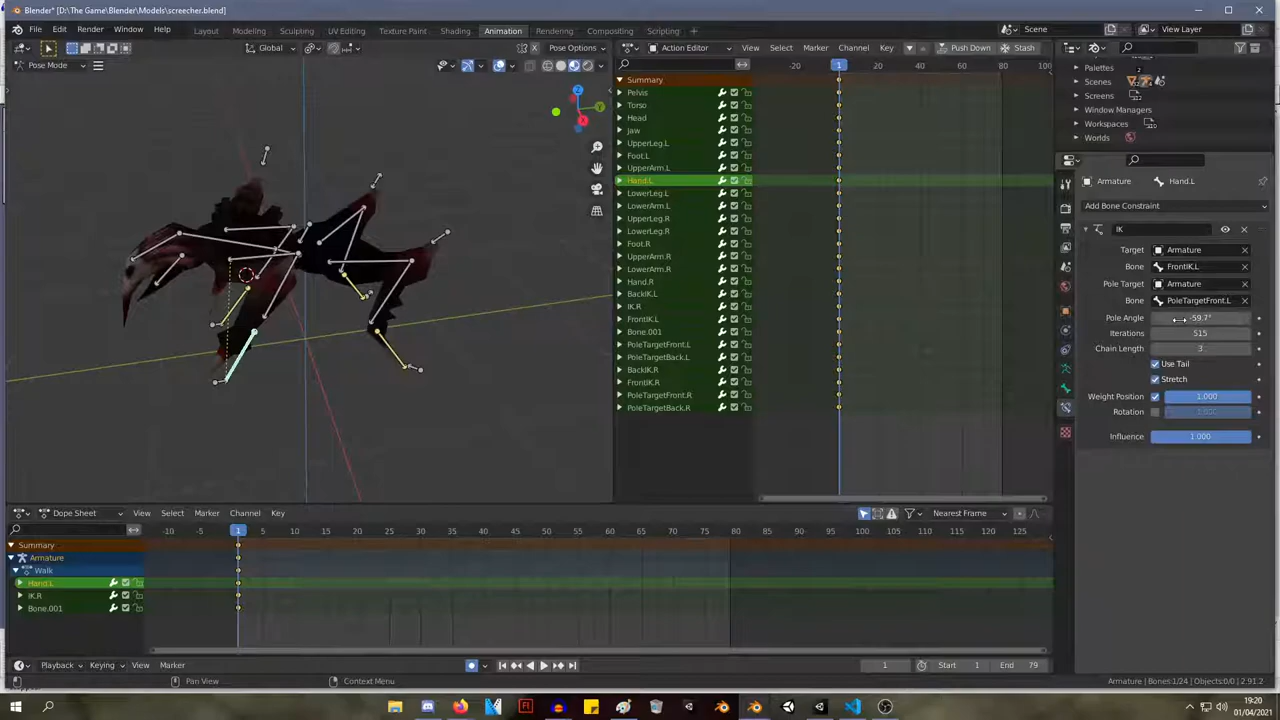 Blender* [D:\The Game\Blender\Models\screecher.blend]
File Edit Render Window Help Layout Modeling Sculpting UV Editing Texture Paint Shading Animation Rendering Compositing Scripting + Scene View Layer
Global Pose Options Action Editor View Select Marker Channel Key Push Down Stash
Pose Mode -20 1 20 40 60 80 100
Summary
Pelvis
Torso
Head
Jaw
UpperLeg.L
Foot.L
UpperArm.L
Hand.L
LowerLeg.L
LowerArm.L
UpperLeg.R
LowerLeg.R
Foot.R
UpperArm.R
LowerArm.R
Hand.R
BackIK.L
IK.R
FrontIK.L
Bone.001
PoleTargetFront.L
PoleTargetBack.L
BackIK.R
FrontIK.R
PoleTargetFront.R
PoleTargetBack.R
Z
Y
X
Palettes
2
Scenes
Screens
10
Window Managers
Workspaces
10
Worlds
Armature Hand.L
Add Bone Constraint
IK
Target Armature
Bone FrontIK.L
Pole Target Armature
Bone PoleTargetFront.L
Pole Angle -59.7°
Iterations 515
Chain Length 3
Use Tail
Stretch
Weight Position 1.000
Rotation 1.000
Influence 1.000
Dope Sheet View Select Marker Channel Key Nearest Frame
-10 -5 1 5 10 15 20 25 30 35 40 45 50 55 60 65 70 75 80 85 90 95 100 105 110 115 120 125
Summary
Armature
Walk
Hand.L
IK.R
Bone.001
Playback Keying View Marker 1 Start 1 End 79
Pan View Context Menu Armature | Bones:1/24 | Objects:0/0 | 2.91.2
19:20
01/04/2021